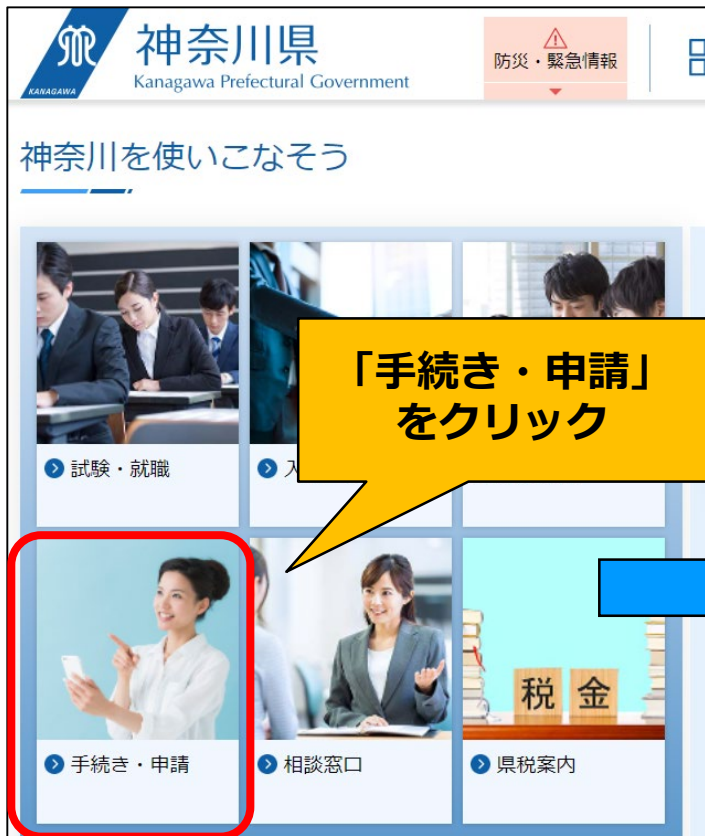 KANAGAWA
神奈川県
Kanagawa Prefectural Government
防災・緊急情報
神奈川を使いこなそう
「手続き・申請」
をクリック
試験・就職
入
税金
手続き・申請
相談窓口
県税案内